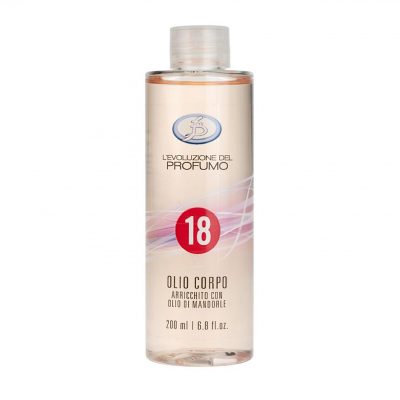 L'EVOLUZIONE DEL
PROFUMO
18
OLIO CORPO
ARRICCHITO CON
OLIO DI MANDORLE
200 ml | 6.8 fl.oz.